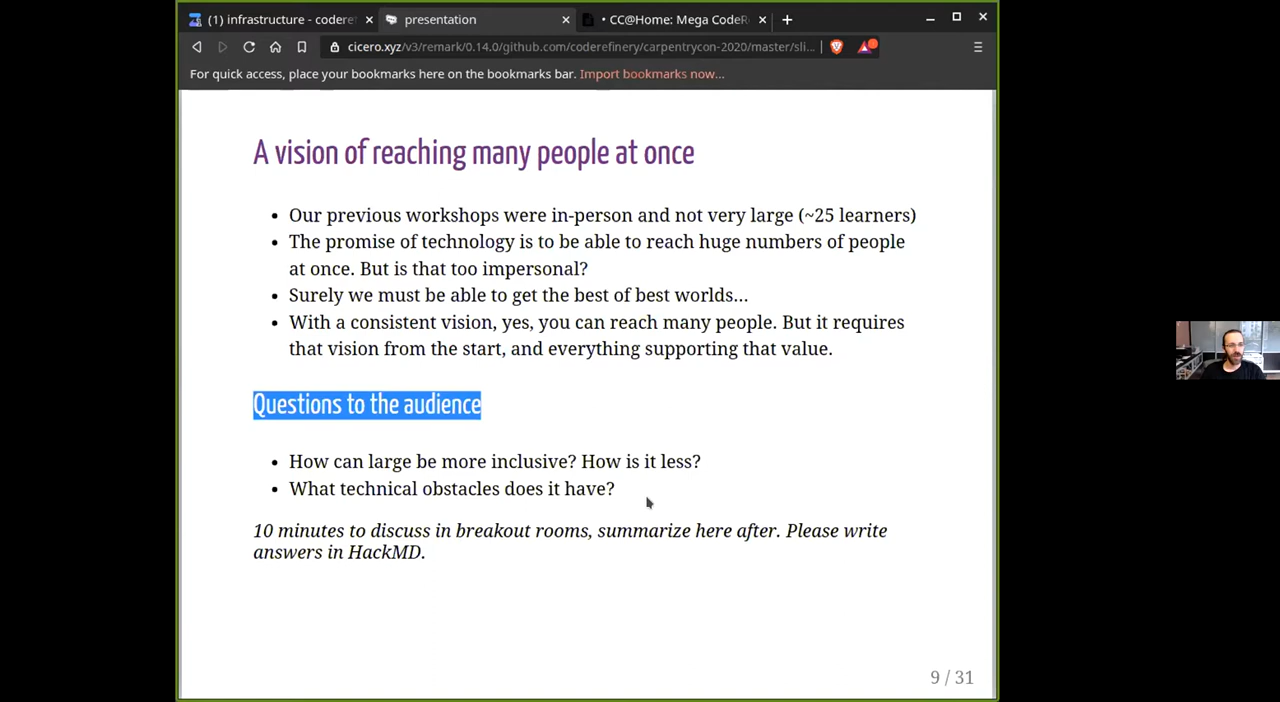 (1) infrastructure - coderef
presentation
• CC@Home: Mega CodeR
cicero.xyz/v3/remark/0.14.0/github.com/coderefinery/carpentrycon-2020/master/sli...
For quick access, place your bookmarks here on the bookmarks bar. Import bookmarks now...
A vision of reaching many people at once
• Our previous workshops were in-person and not very large (~25 learners)
• The promise of technology is to be able to reach huge numbers of people
at once. But is that too impersonal?
• Surely we must be able to get the best of best worlds...
• With a consistent vision, yes, you can reach many people. But it requires
that vision from the start, and everything supporting that value.
Questions to the audience
• How can large be more inclusive? How is it less?
• What technical obstacles does it have?
10 minutes to discuss in breakout rooms, summarize here after. Please write
answers in HackMD.
9 / 31